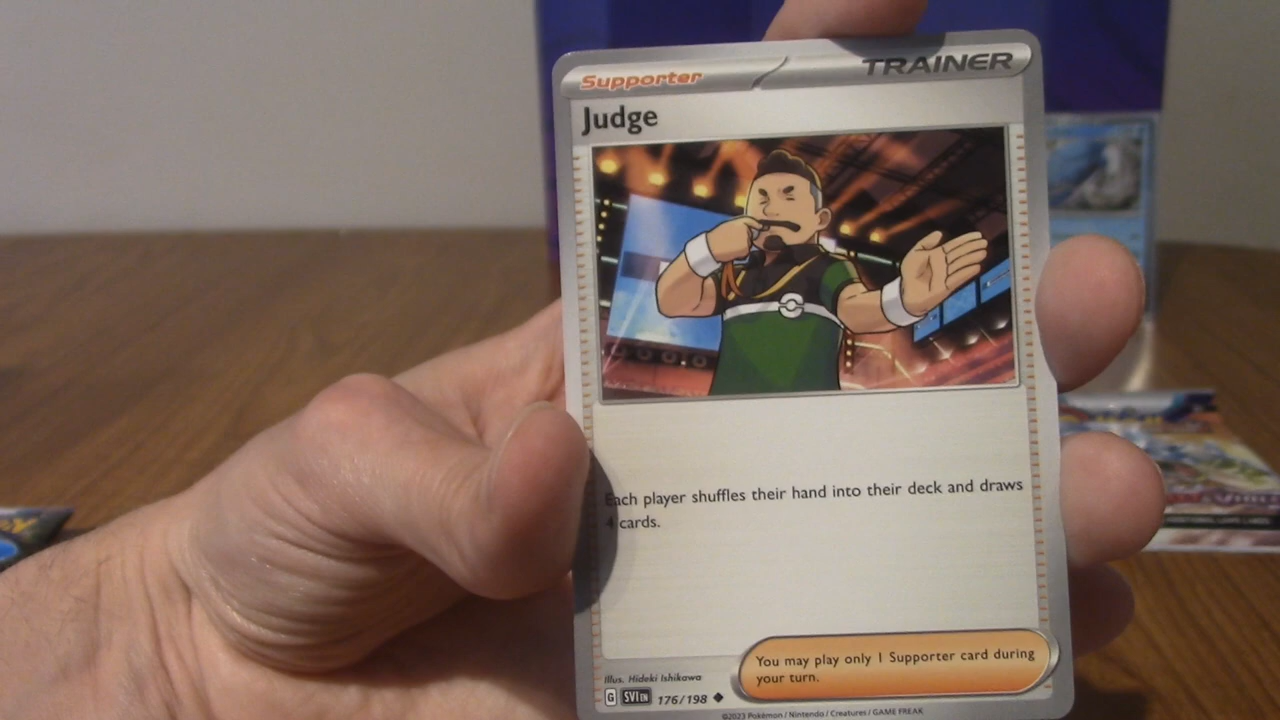 Supporter TRAINER
Judge
Each player shuffles their hand into their deck and draws
4 cards.
You may play only 1 Supporter card during
your turn.
Illus. Hideki Ishikawa
G SVI EN 176/198
©2023 Pokémon / Nintendo / Creatures / GAME FREAK